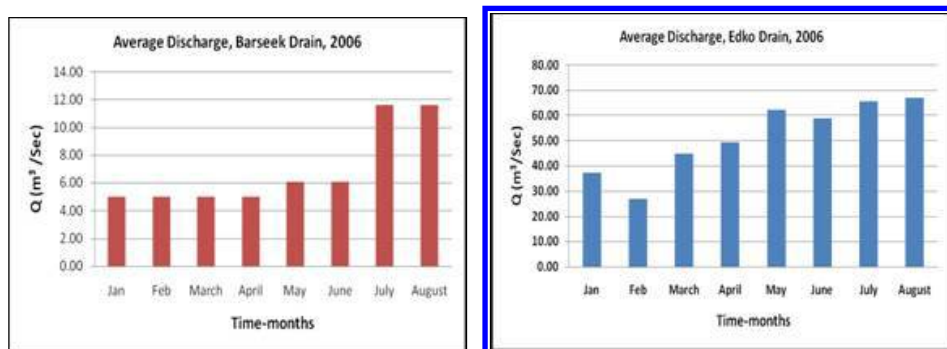 Average Discharge, Barseek Drain, 2006
Q (m³ /Sec)
14.00
12.00
10.00
8.00
6.00
4.00
2.00
0.00
Jan Feb March April May June July August
Time-months
Average Discharge, Edko Drain, 2006
Q (m³ /Sec)
80.00
70.00
60.00
50.00
40.00
30.00
20.00
10.00
0.00
Jan Feb March April May June July August
Time-months